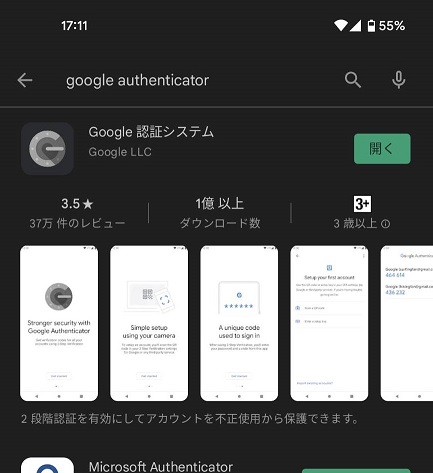 17:11
55%
google authenticator
Google 認証システム
Google LLC
開く
3.5★
37万 件のレビュー
1億 以上
ダウンロード数
3+
3 歳以上
Stronger security with
Google Authenticator
Simple setup
using your camera
A unique code
used to sign in
Setup your first account
464 614
436 232
2 段階認証を有効にしてアカウントを不正使用から保護できます。
Microsoft Authenticator